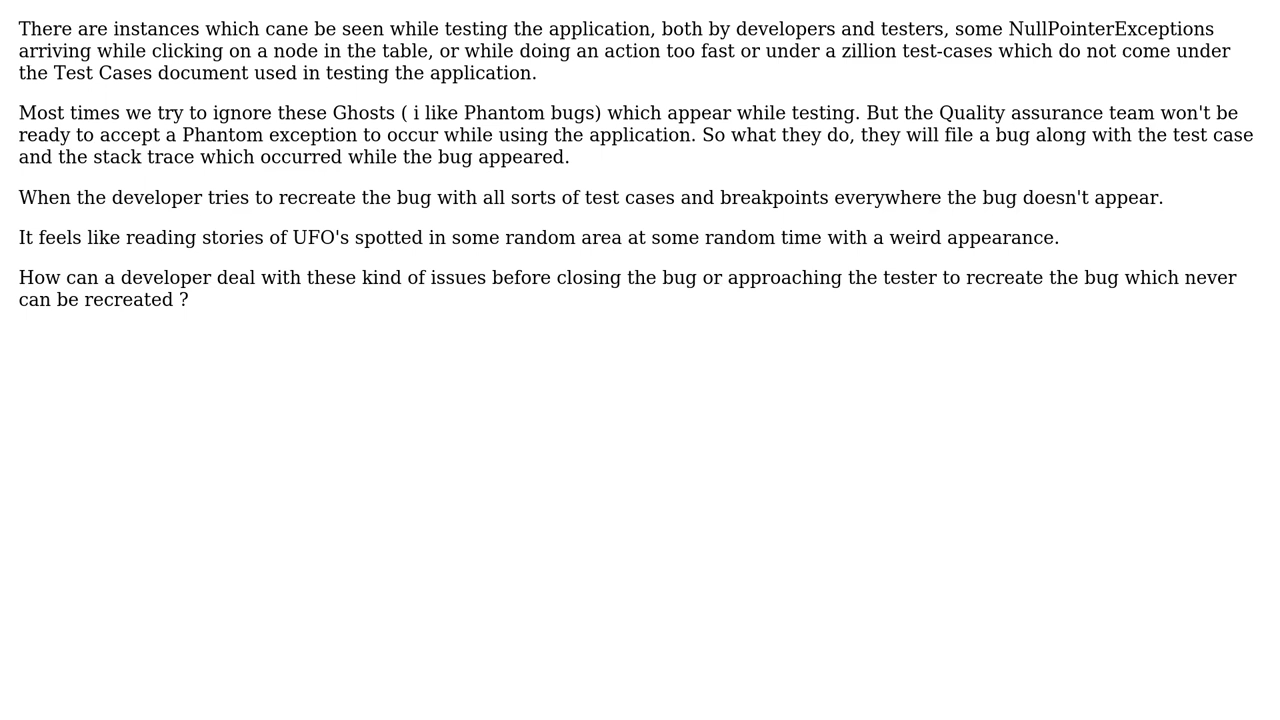 There are instances which cane be seen while testing the application, both by developers and testers, some NullPointerExceptions
arriving while clicking on a node in the table, or while doing an action too fast or under a zillion test-cases which do not come under
the Test Cases document used in testing the application.
Most times we try to ignore these Ghosts ( i like Phantom bugs) which appear while testing. But the Quality assurance team won't be
ready to accept a Phantom exception to occur while using the application. So what they do, they will file a bug along with the test case
and the stack trace which occurred while the bug appeared.
When the developer tries to recreate the bug with all sorts of test cases and breakpoints everywhere the bug doesn't appear.
It feels like reading stories of UFO's spotted in some random area at some random time with a weird appearance.
How can a developer deal with these kind of issues before closing the bug or approaching the tester to recreate the bug which never
can be recreated ?